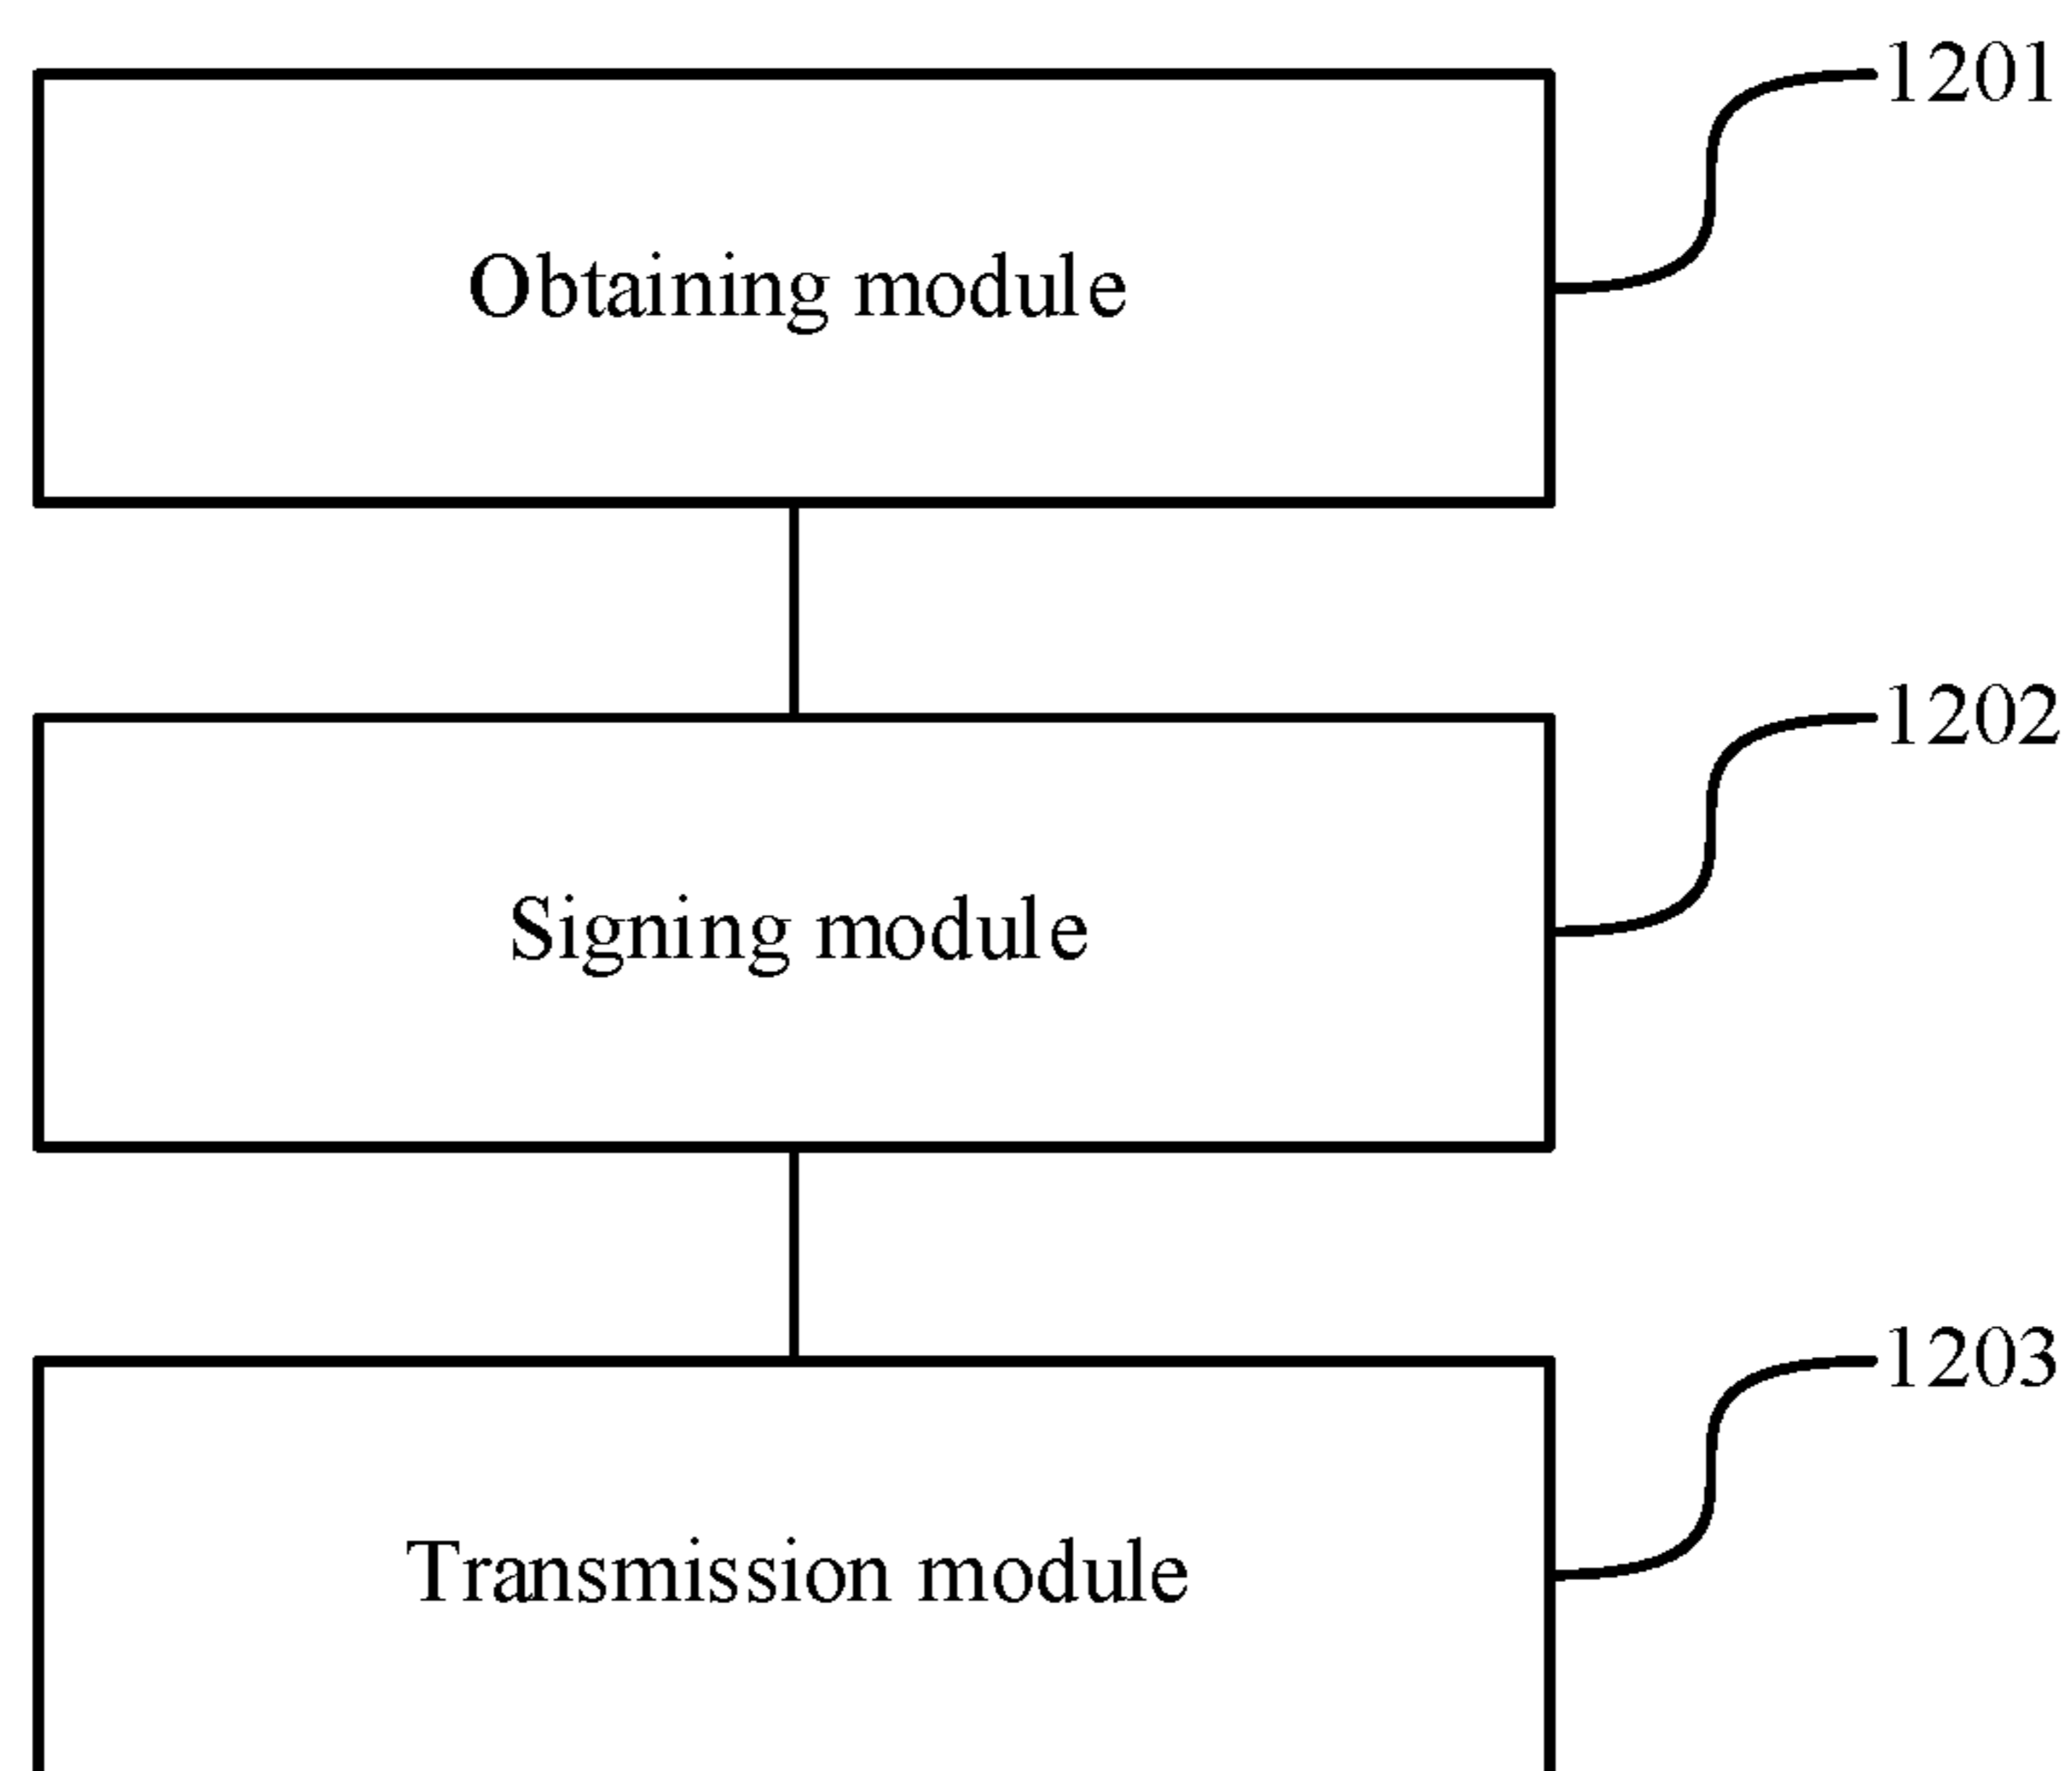 1201
Obtaining module
1202
Signing module
1203
Transmission module